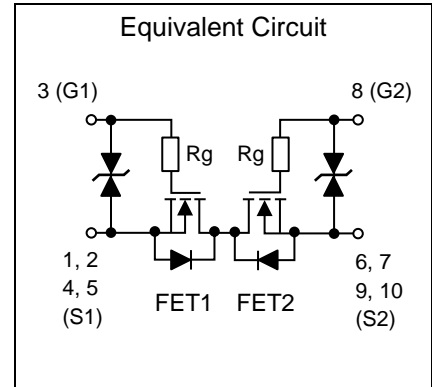 Equivalent Circuit
3 (G1)
8 (G2)
Rg
Rg
1, 2
4, 5
(S1)
FET1
FET2
6, 7
9, 10
(S2)